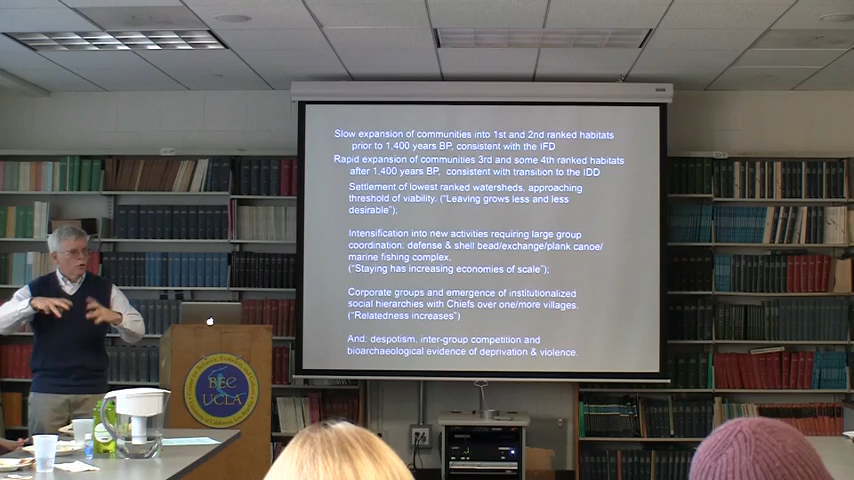 Slow expansion of communities into 1st and 2nd ranked habitats
prior to 1,400 years BP, consistent with the IFD
Rapid expansion of communities 3rd and some 4th ranked habitats
after 1,400 years BP, consistent with transition to the IDD
Settlement of lowest ranked watersheds, approaching
threshold of viability. ("Leaving grows less and less
desirable");
Intensification into new activities requiring large group
coordination: defense & shell bead/exchange/plank canoe/
marine fishing complex.
("Staying has increasing economies of scale");
Corporate groups and emergence of institutionalized
social hierarchies with Chiefs over one/more villages.
("Relatedness increases")
And: despotism, inter-group competition and
bioarchaeological evidence of deprivation & violence.
BEC
UCLA